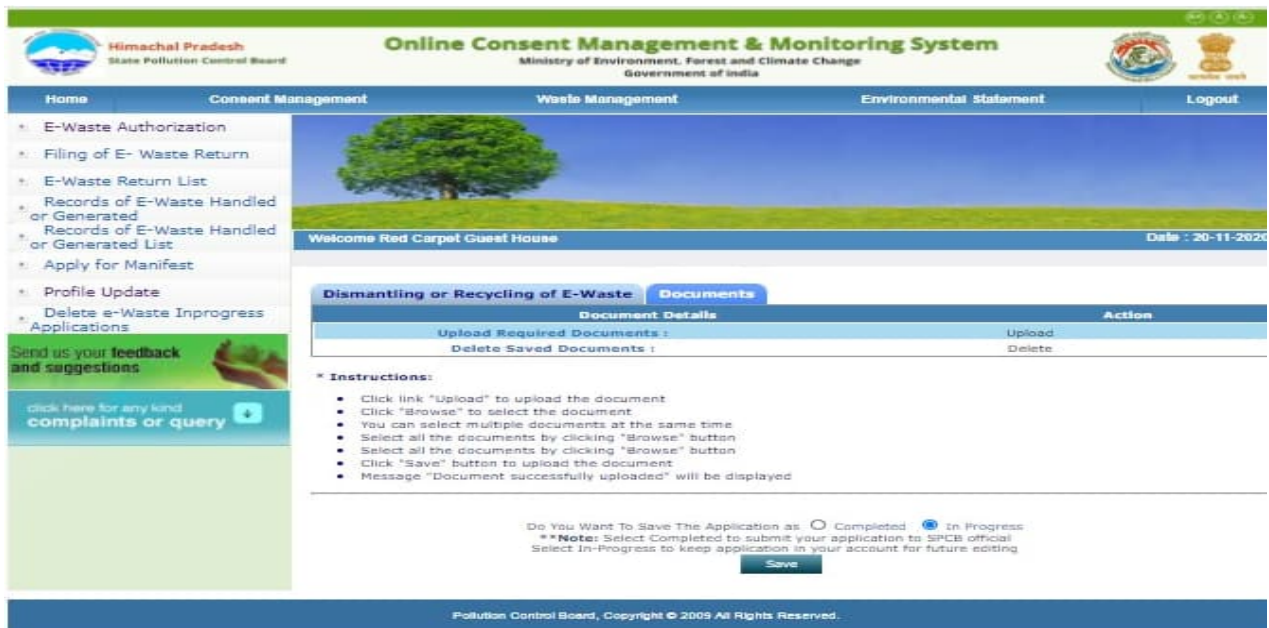 Himachal Pradesh
State Pollution Control Board
Online Consent Management & Monitoring System
Ministry of Environment, Forest and Climate Change
Government of India
Home Consent Management Waste Management Environmental Statement Logout
E-Waste Authorization
Filing of E- Waste Return
E-Waste Return List
Records of E-Waste Handled
or Generated
Records of E-Waste Handled
or Generated List
Apply for Manifest
Profile Update
Delete e-Waste Inprogress
Applications
Send us your feedback
and suggestions
click here for any kind
complaints or query
Welcome Red Carpet Guest House Date : 20-11-2020
Dismantling or Recycling of E-Waste Documents
Document Details Action
Upload Required Documents : Upload
Delete Saved Documents : Delete
* Instructions:
Click link "Upload" to upload the document
Click "Browse" to select the document
You can select multiple documents at the same time
Select all the documents by clicking "Browse" button
Select all the documents by clicking "Browse" button
Click "Save" button to upload the document
Message "Document successfully uploaded" will be displayed
Do You Want To Save The Application as Completed In Progress
**Note: Select Completed to submit your application to SPCB official
Select In-Progress to keep application in your account for future editing
Save
Pollution Control Board, Copyright © 2009 All Rights Reserved.